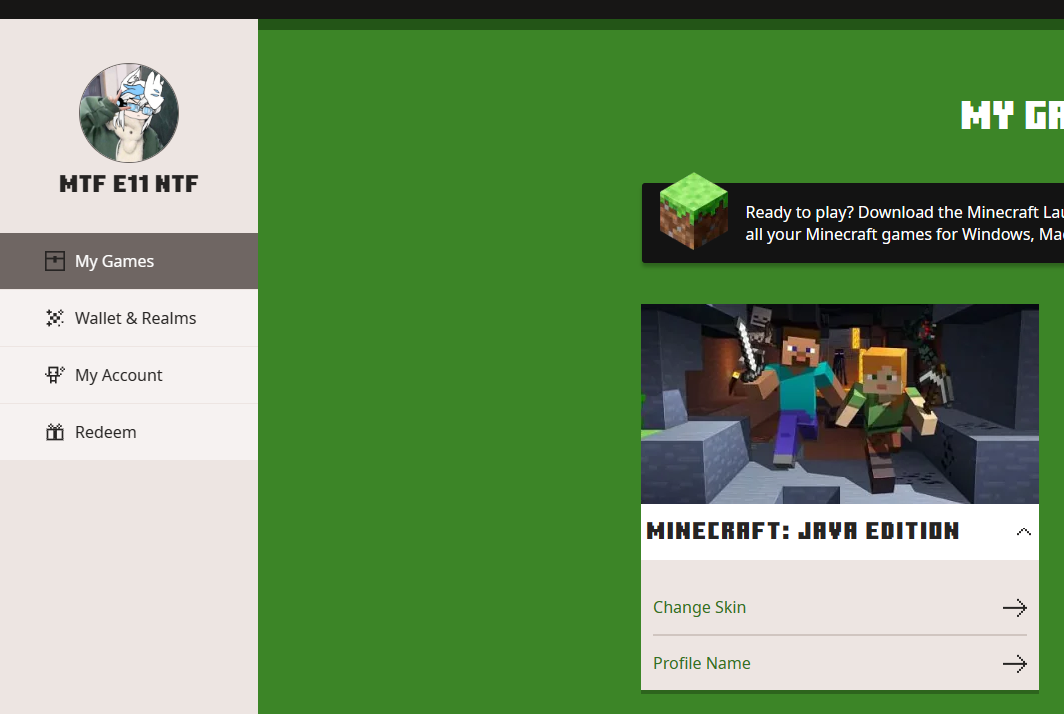 MTF E11 NTF
My Games
Wallet & Realms
My Account
Redeem
MY GA
Ready to play? Download the Minecraft Lau
all your Minecraft games for Windows, Mac
MINECRAFT: JAVA EDITION
Change Skin
Profile Name